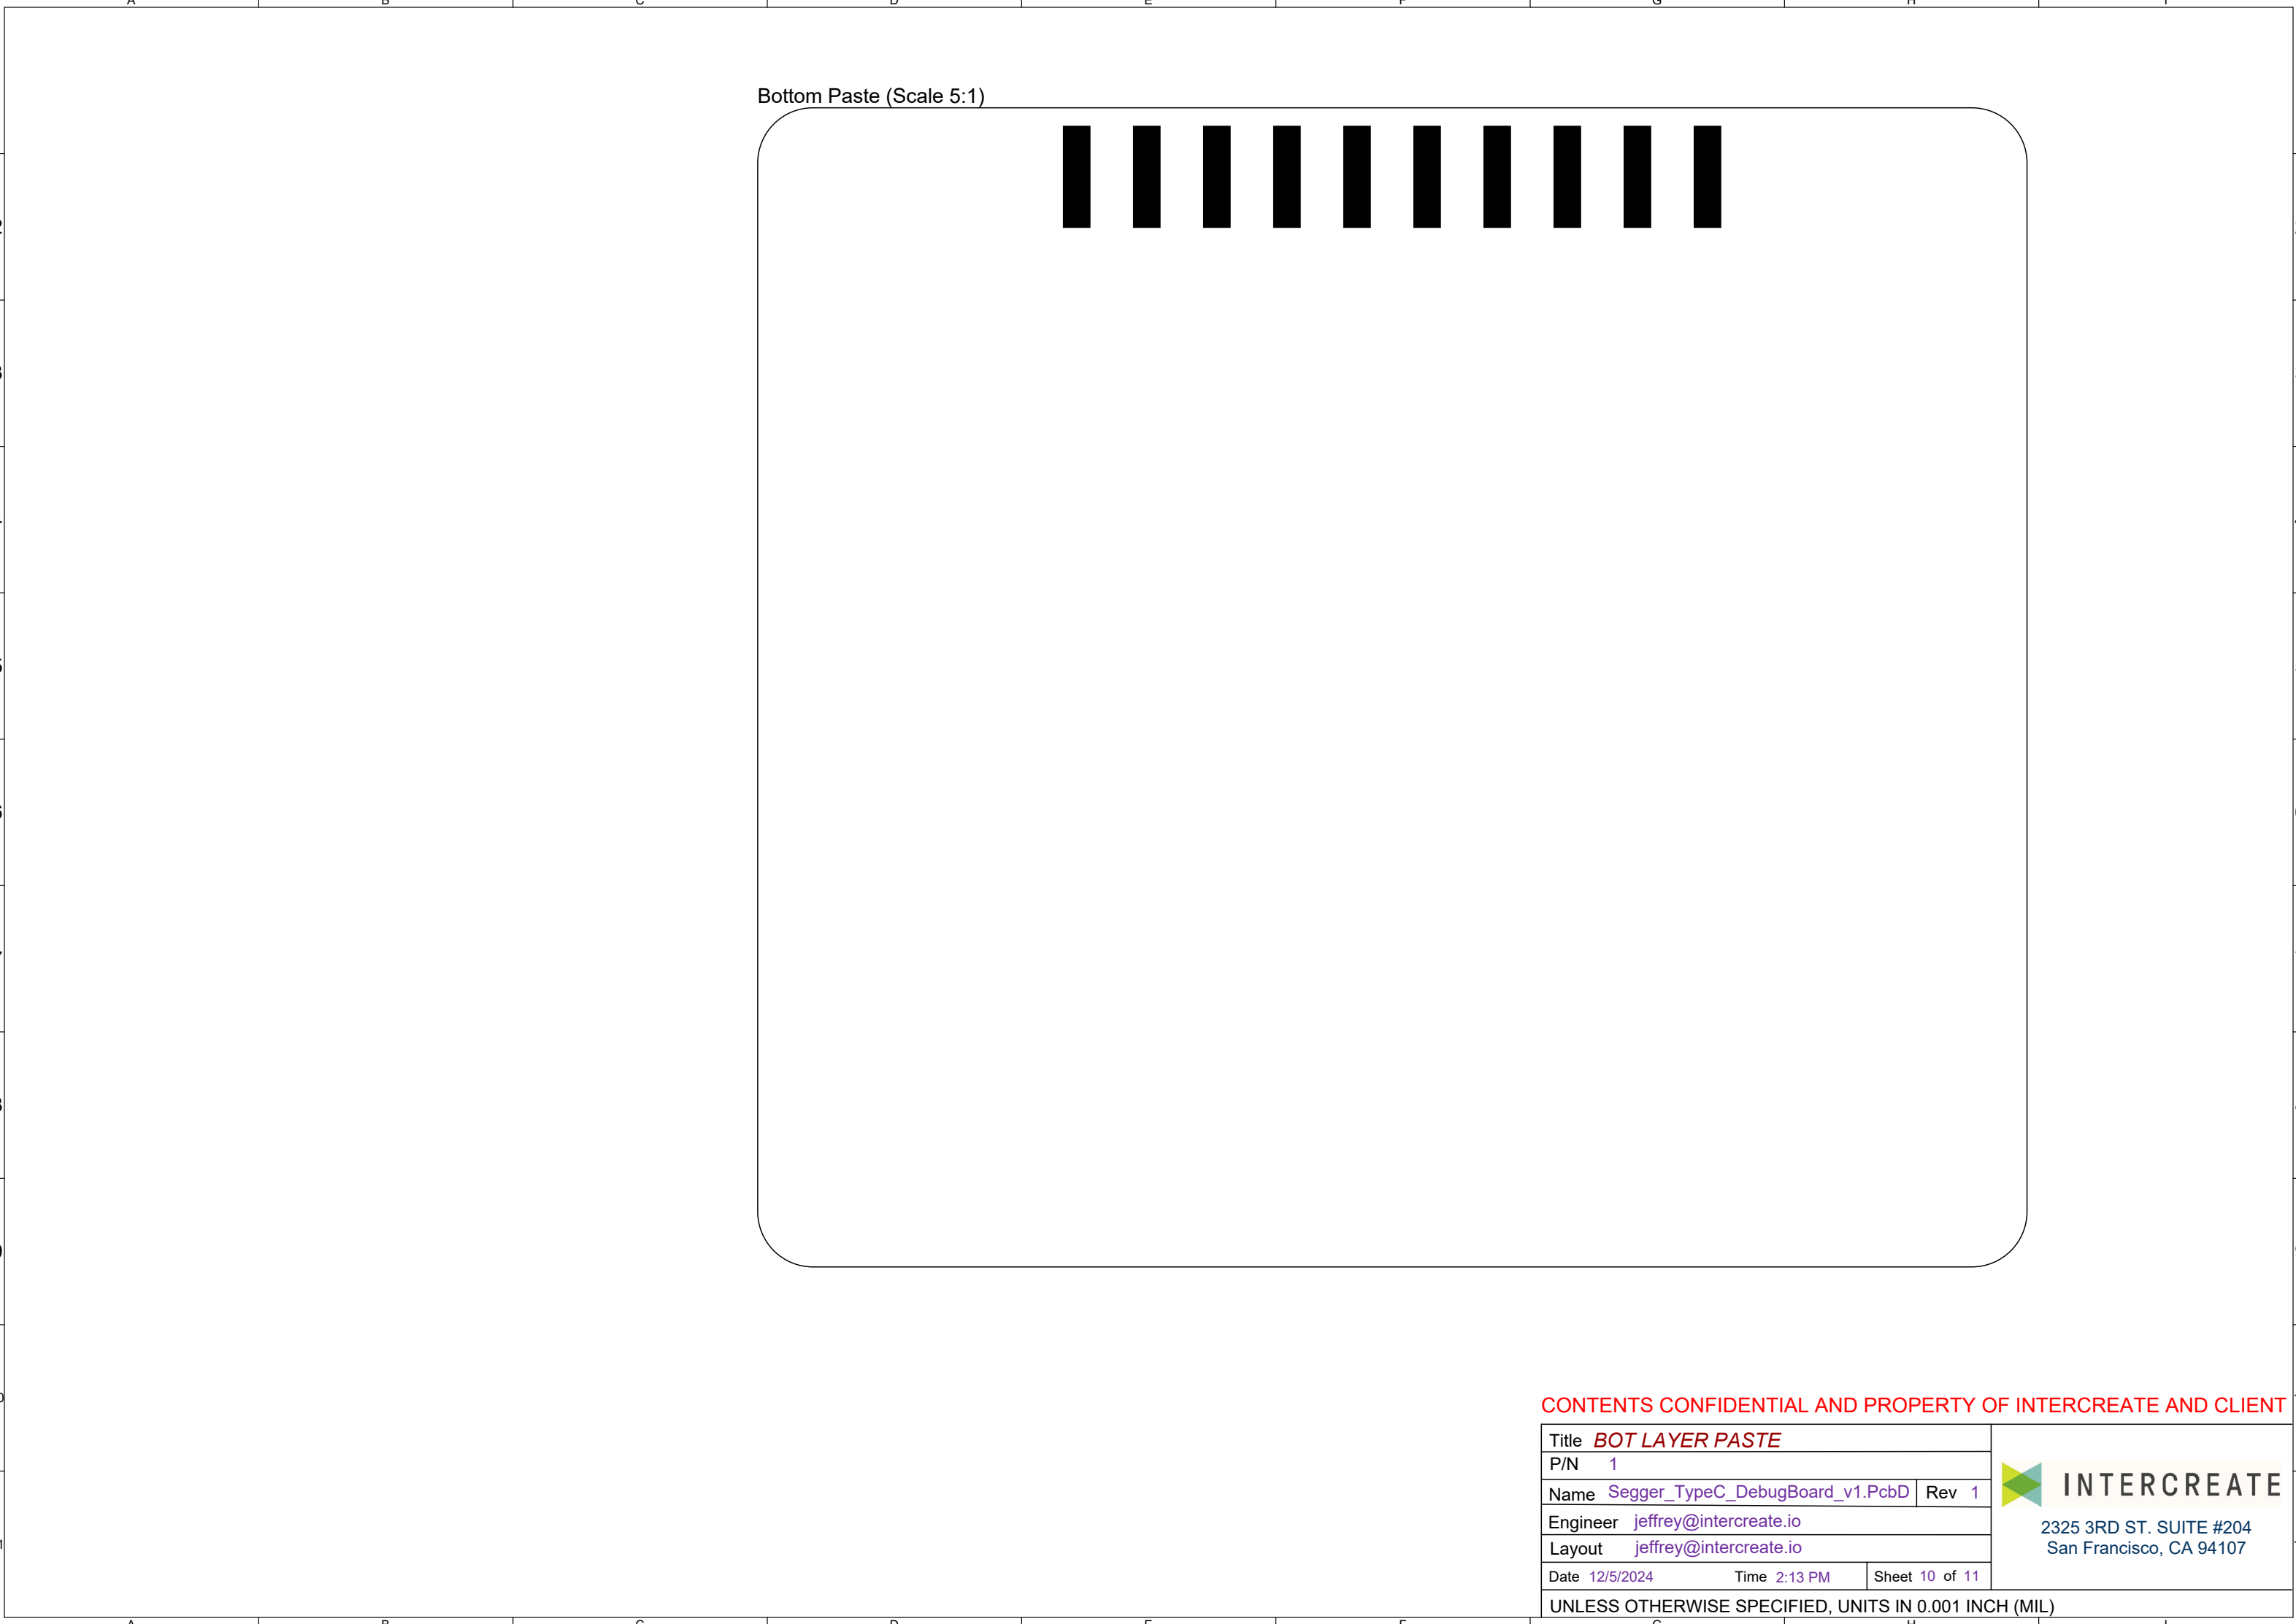 Bottom Paste (Scale 5:1)
CONTENTS CONFIDENTIAL AND PROPERTY OF INTERCREATE AND CLIENT
Title BOT LAYER PASTE
P/N 1
Name Segger_TypeC_DebugBoard_v1.PcbD Rev 1
Engineer jeffrey@intercreate.io
Layout jeffrey@intercreate.io
Date 12/5/2024 Time 2:13 PM Sheet 10 of 11
UNLESS OTHERWISE SPECIFIED, UNITS IN 0.001 INCH (MIL)
INTERCREATE
2325 3RD ST. SUITE #204
San Francisco, CA 94107